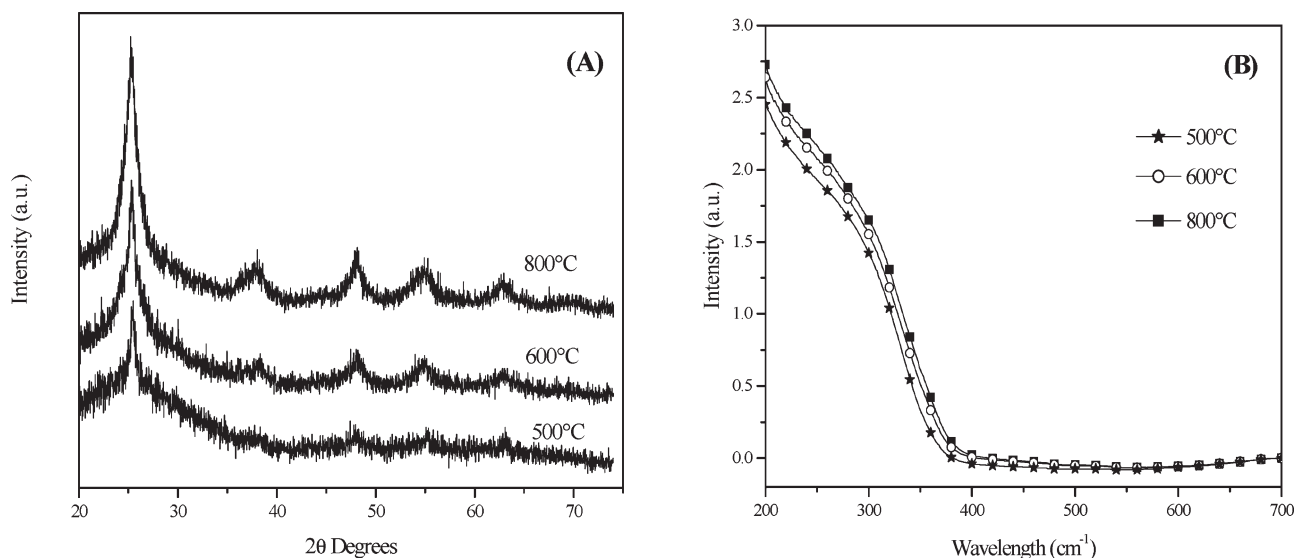 (A)
Intensity (a.u.)
800°C
600°C
500°C
20 30 40 50 60 70
2θ Degrees
(B)
Intensity (a.u.)
3.0
2.5
2.0
1.5
1.0
0.5
0.0
500°C
600°C
800°C
200 300 400 500 600 700
Wavelength (cm⁻¹)